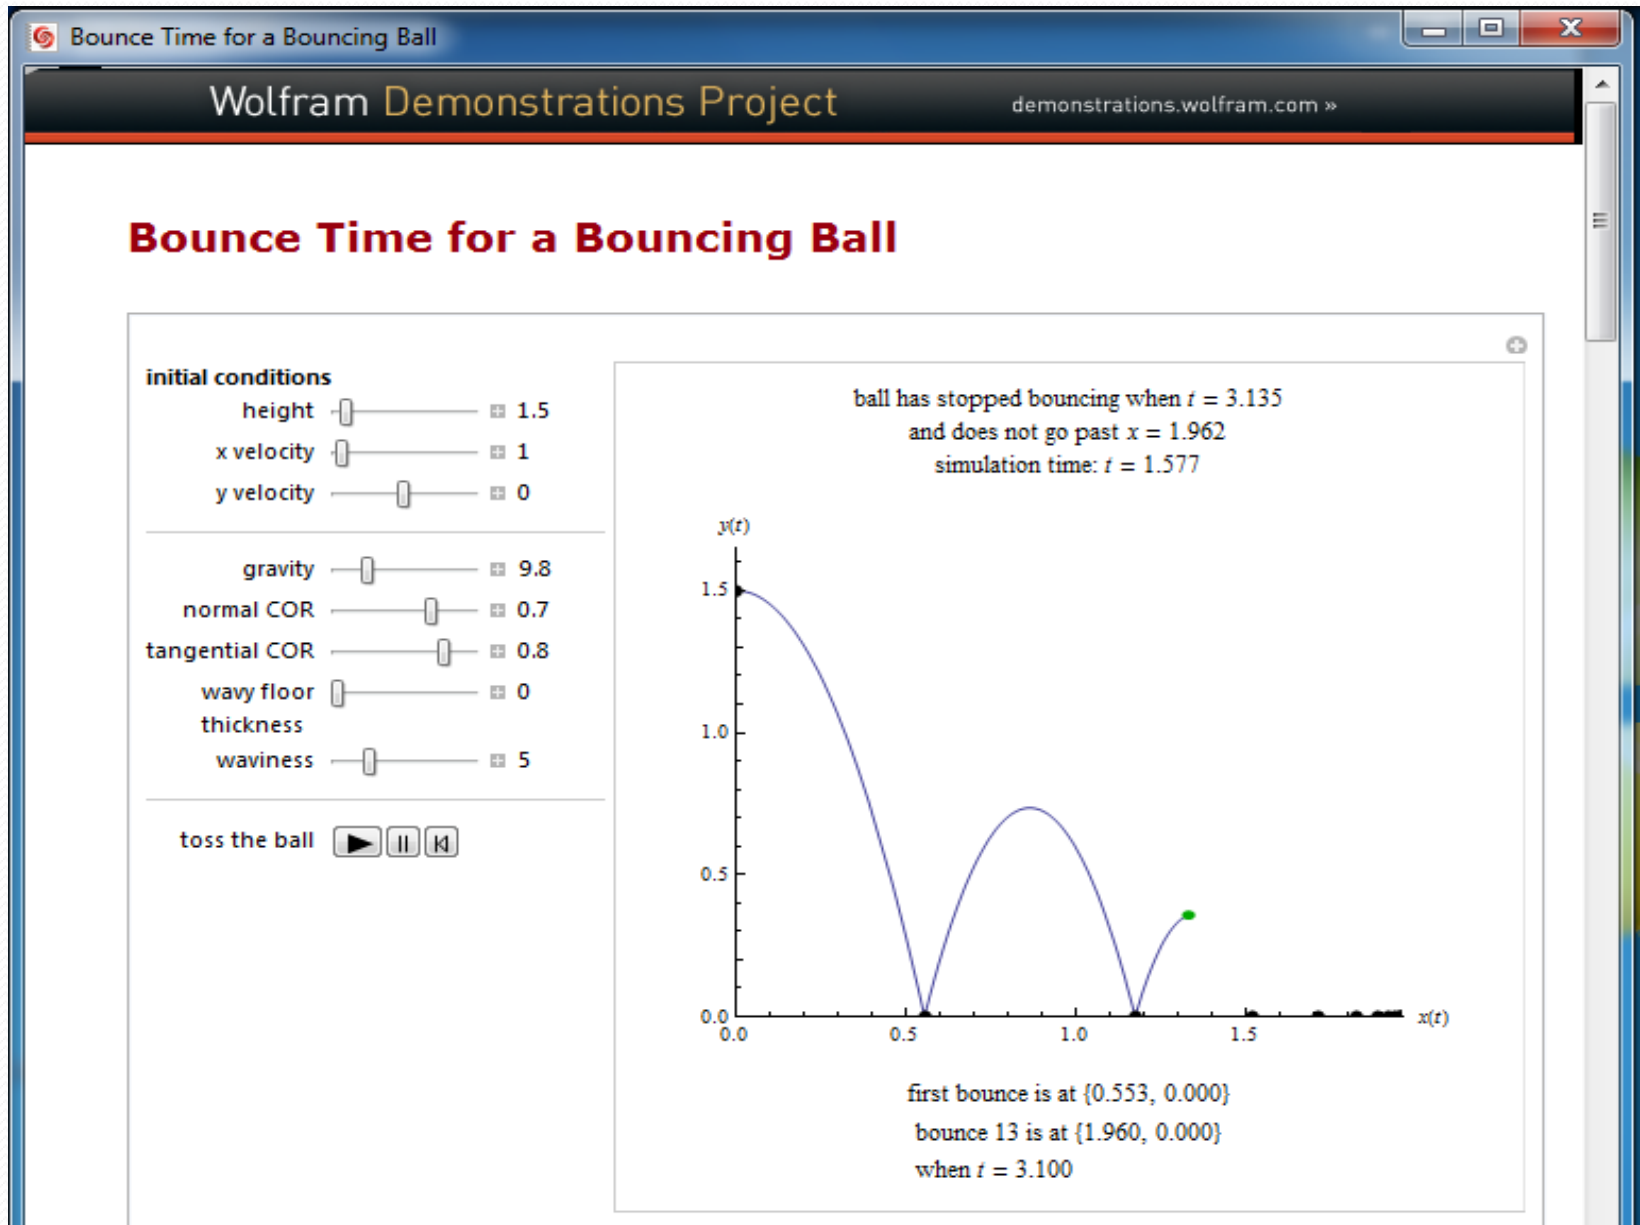 Bounce Time for a Bouncing Ball
Wolfram Demonstrations Project demonstrations.wolfram.com »
Bounce Time for a Bouncing Ball
initial conditions
height 1.5
x velocity 1
y velocity 0
gravity 9.8
normal COR 0.7
tangential COR 0.8
wavy floor 0
thickness
waviness 5
toss the ball
ball has stopped bouncing when t = 3.135
and does not go past x = 1.962
simulation time: t = 1.577
y(t)
1.5
1.0
0.5
0.0
0.0 0.5 1.0 1.5 x(t)
first bounce is at {0.553, 0.000}
bounce 13 is at {1.960, 0.000}
when t = 3.100